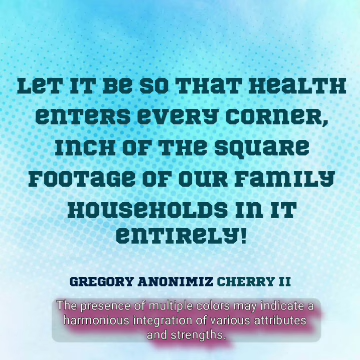 Let it be so that health
enters every corner,
inch of the square
footage of our family
households in it
entirely!
GREGORY ANONIMIZ CHERRY II
The presence of multiple colors may indicate a
harmonious integration of various attributes
and strengths.